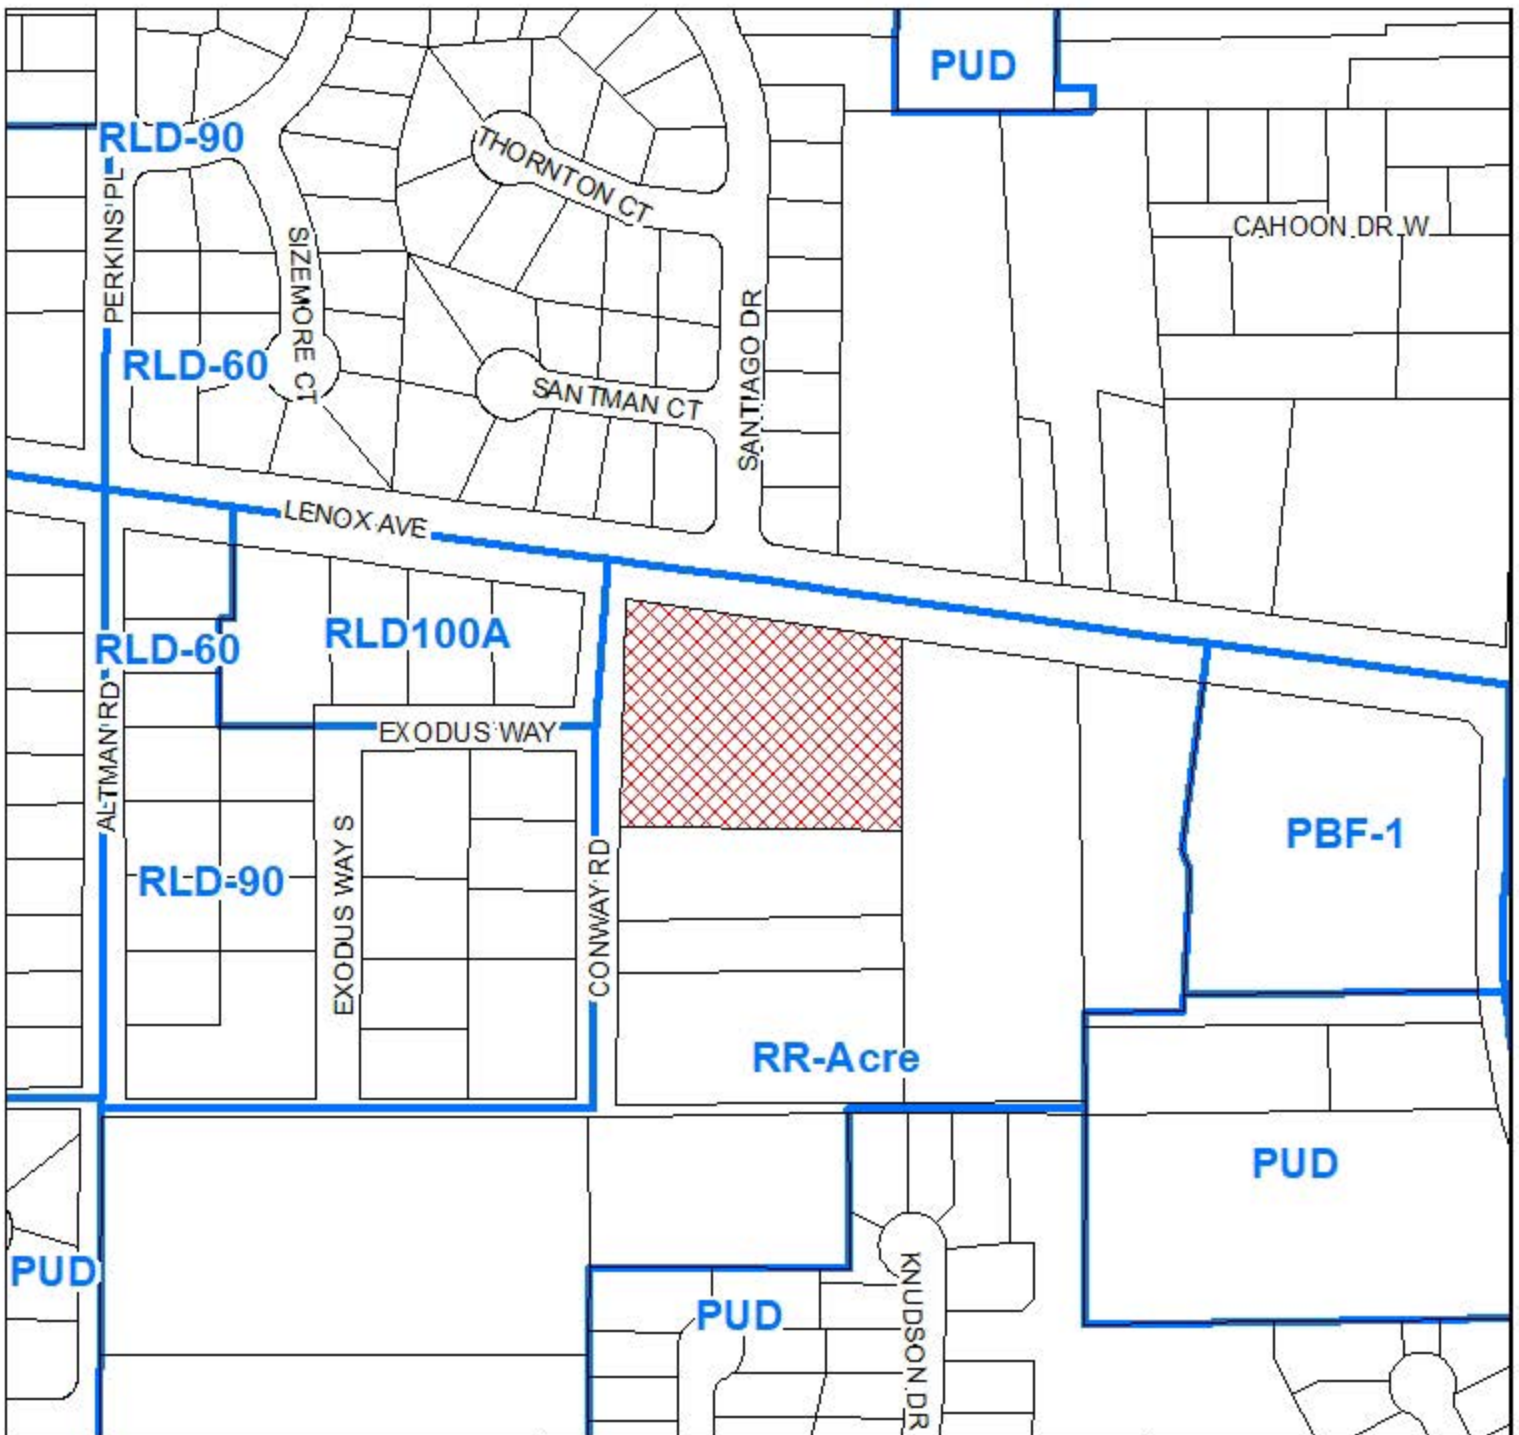 PUD
RLD-90
THORNTON CT
PERKINS PL
CAHOON DR W
SIZEMORE CT
RLD-60
SANTIAGO DR
SANTMAN CT
LENOX AVE
RLD-60
RLD100A
ALTMAN RD
EXODUS WAY
PBF-1
RLD-90
EXODUS WAY S
CONWAY RD
RR-Acre
PUD
PUD
PUD
KNUDSON DR